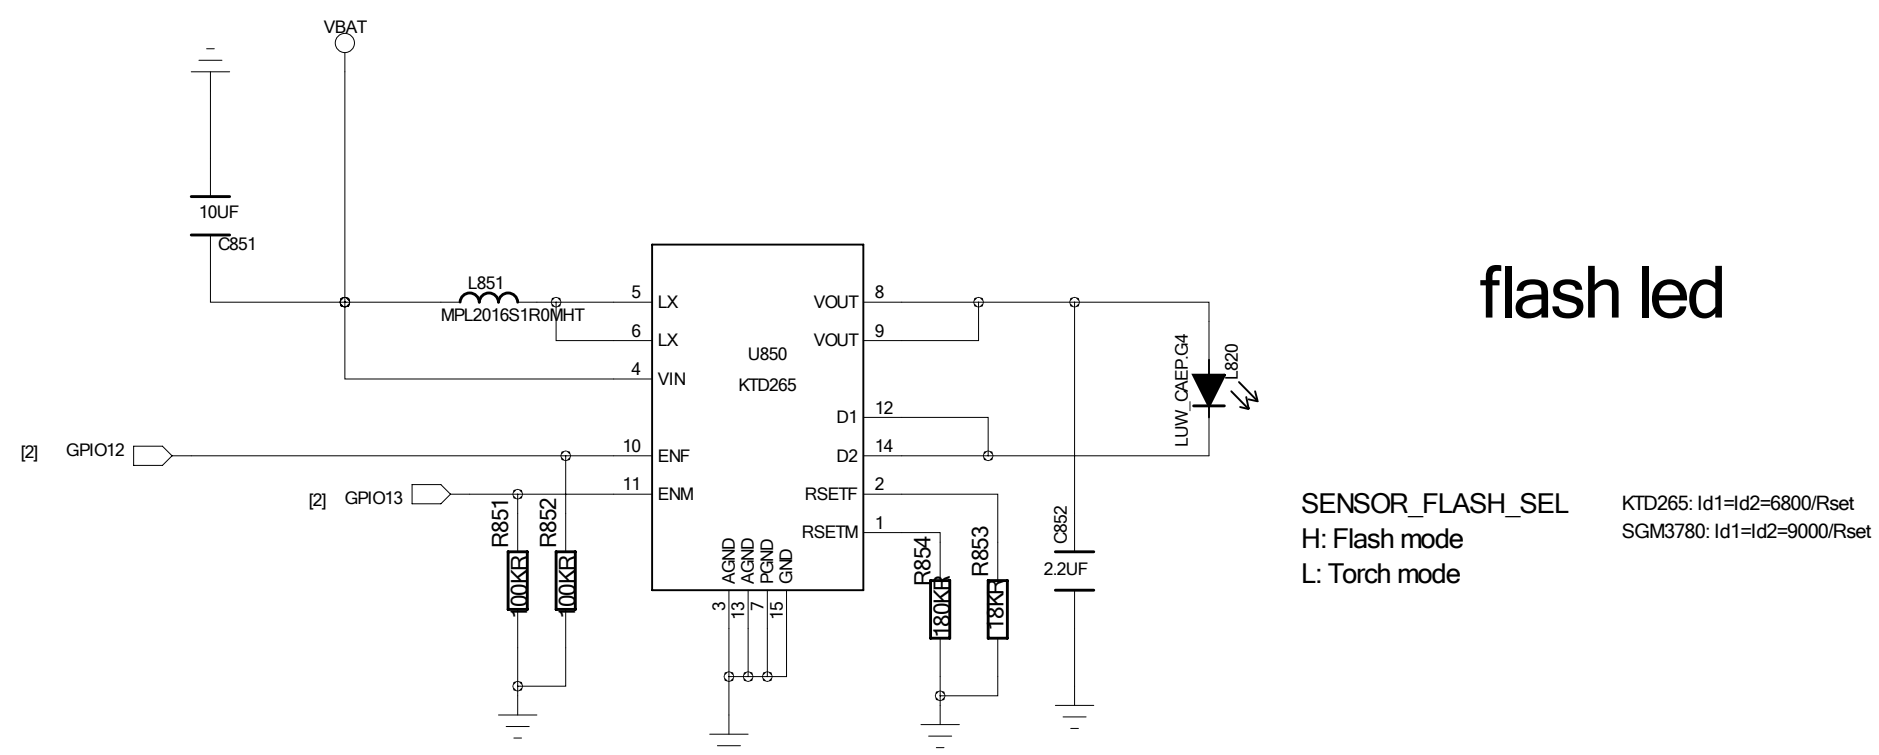 VBAT
10UF
C851
L851
MPL2016S1R0MHT
5 LX
6 LX
4 VIN
10 ENF
11 ENM
U850
KTD265
VOUT 8
VOUT 9
D1 12
D2 14
RSETF 2
RSETM 1
AGND
AGND
PGND
GND
3
13
7
15
[2] GPIO12
[2] GPIO13
R851
R852
100KR
100KR
R854
R853
180KR
18KR
C852
2.2UF
LUW_CAEP.G4
L820
flash led
SENSOR_FLASH_SEL
H: Flash mode
L: Torch mode
KTD265: Id1=Id2=6800/Rset
SGM3780: Id1=Id2=9000/Rset